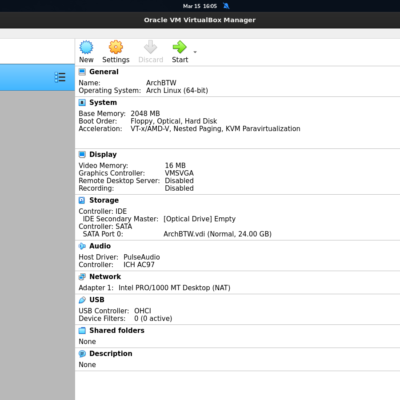 Mar 15 16:05
Oracle VM VirtualBox Manager
New Settings Discard Start
General
Name: ArchBTW
Operating System: Arch Linux (64-bit)
System
Base Memory: 2048 MB
Boot Order: Floppy, Optical, Hard Disk
Acceleration: VT-x/AMD-V, Nested Paging, KVM Paravirtualization
Display
Video Memory: 16 MB
Graphics Controller: VMSVGA
Remote Desktop Server: Disabled
Recording: Disabled
Storage
Controller: IDE
IDE Secondary Master: [Optical Drive] Empty
Controller: SATA
SATA Port 0: ArchBTW.vdi (Normal, 24.00 GB)
Audio
Host Driver: PulseAudio
Controller: ICH AC97
Network
Adapter 1: Intel PRO/1000 MT Desktop (NAT)
USB
USB Controller: OHCI
Device Filters: 0 (0 active)
Shared folders
None
Description
None